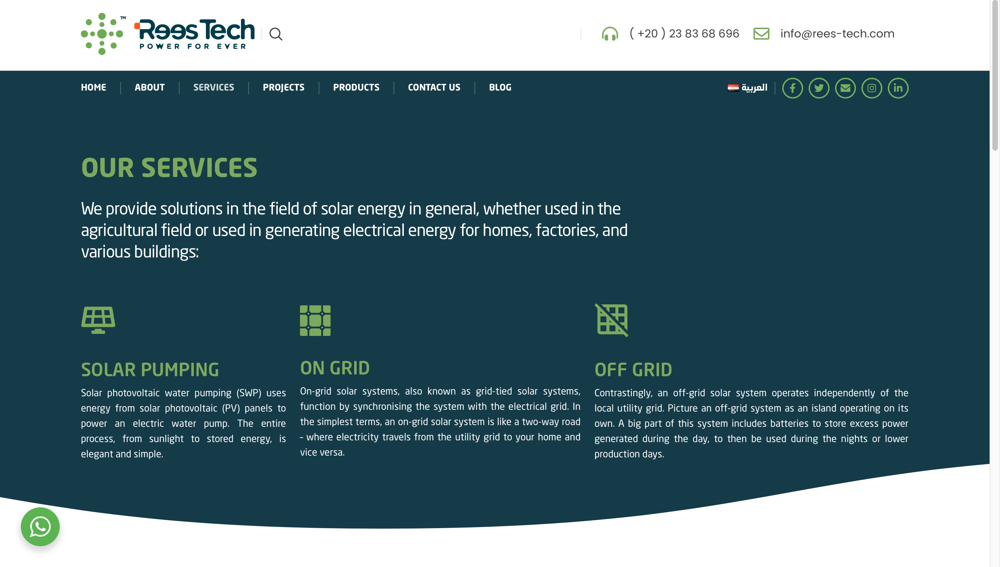 TM
Rees Tech
POWER FOR EVER
( +20 ) 23 83 68 696
info@rees-tech.com
HOME
ABOUT
SERVICES
PROJECTS
PRODUCTS
CONTACT US
BLOG
العربية
OUR SERVICES
We provide solutions in the field of solar energy in general, whether used in the
agricultural field or used in generating electrical energy for homes, factories, and
various buildings:
SOLAR PUMPING
Solar photovoltaic water pumping (SWP) uses
energy from solar photovoltaic (PV) panels to
power an electric water pump. The entire
process, from sunlight to stored energy, is
elegant and simple.
ON GRID
On-grid solar systems, also known as grid-tied solar systems,
function by synchronising the system with the electrical grid. In
the simplest terms, an on-grid solar system is like a two-way road
– where electricity travels from the utility grid to your home and
vice versa.
OFF GRID
Contrastingly, an off-grid solar system operates independently of the
local utility grid. Picture an off-grid system as an island operating on its
own. A big part of this system includes batteries to store excess power
generated during the day, to then be used during the nights or lower
production days.